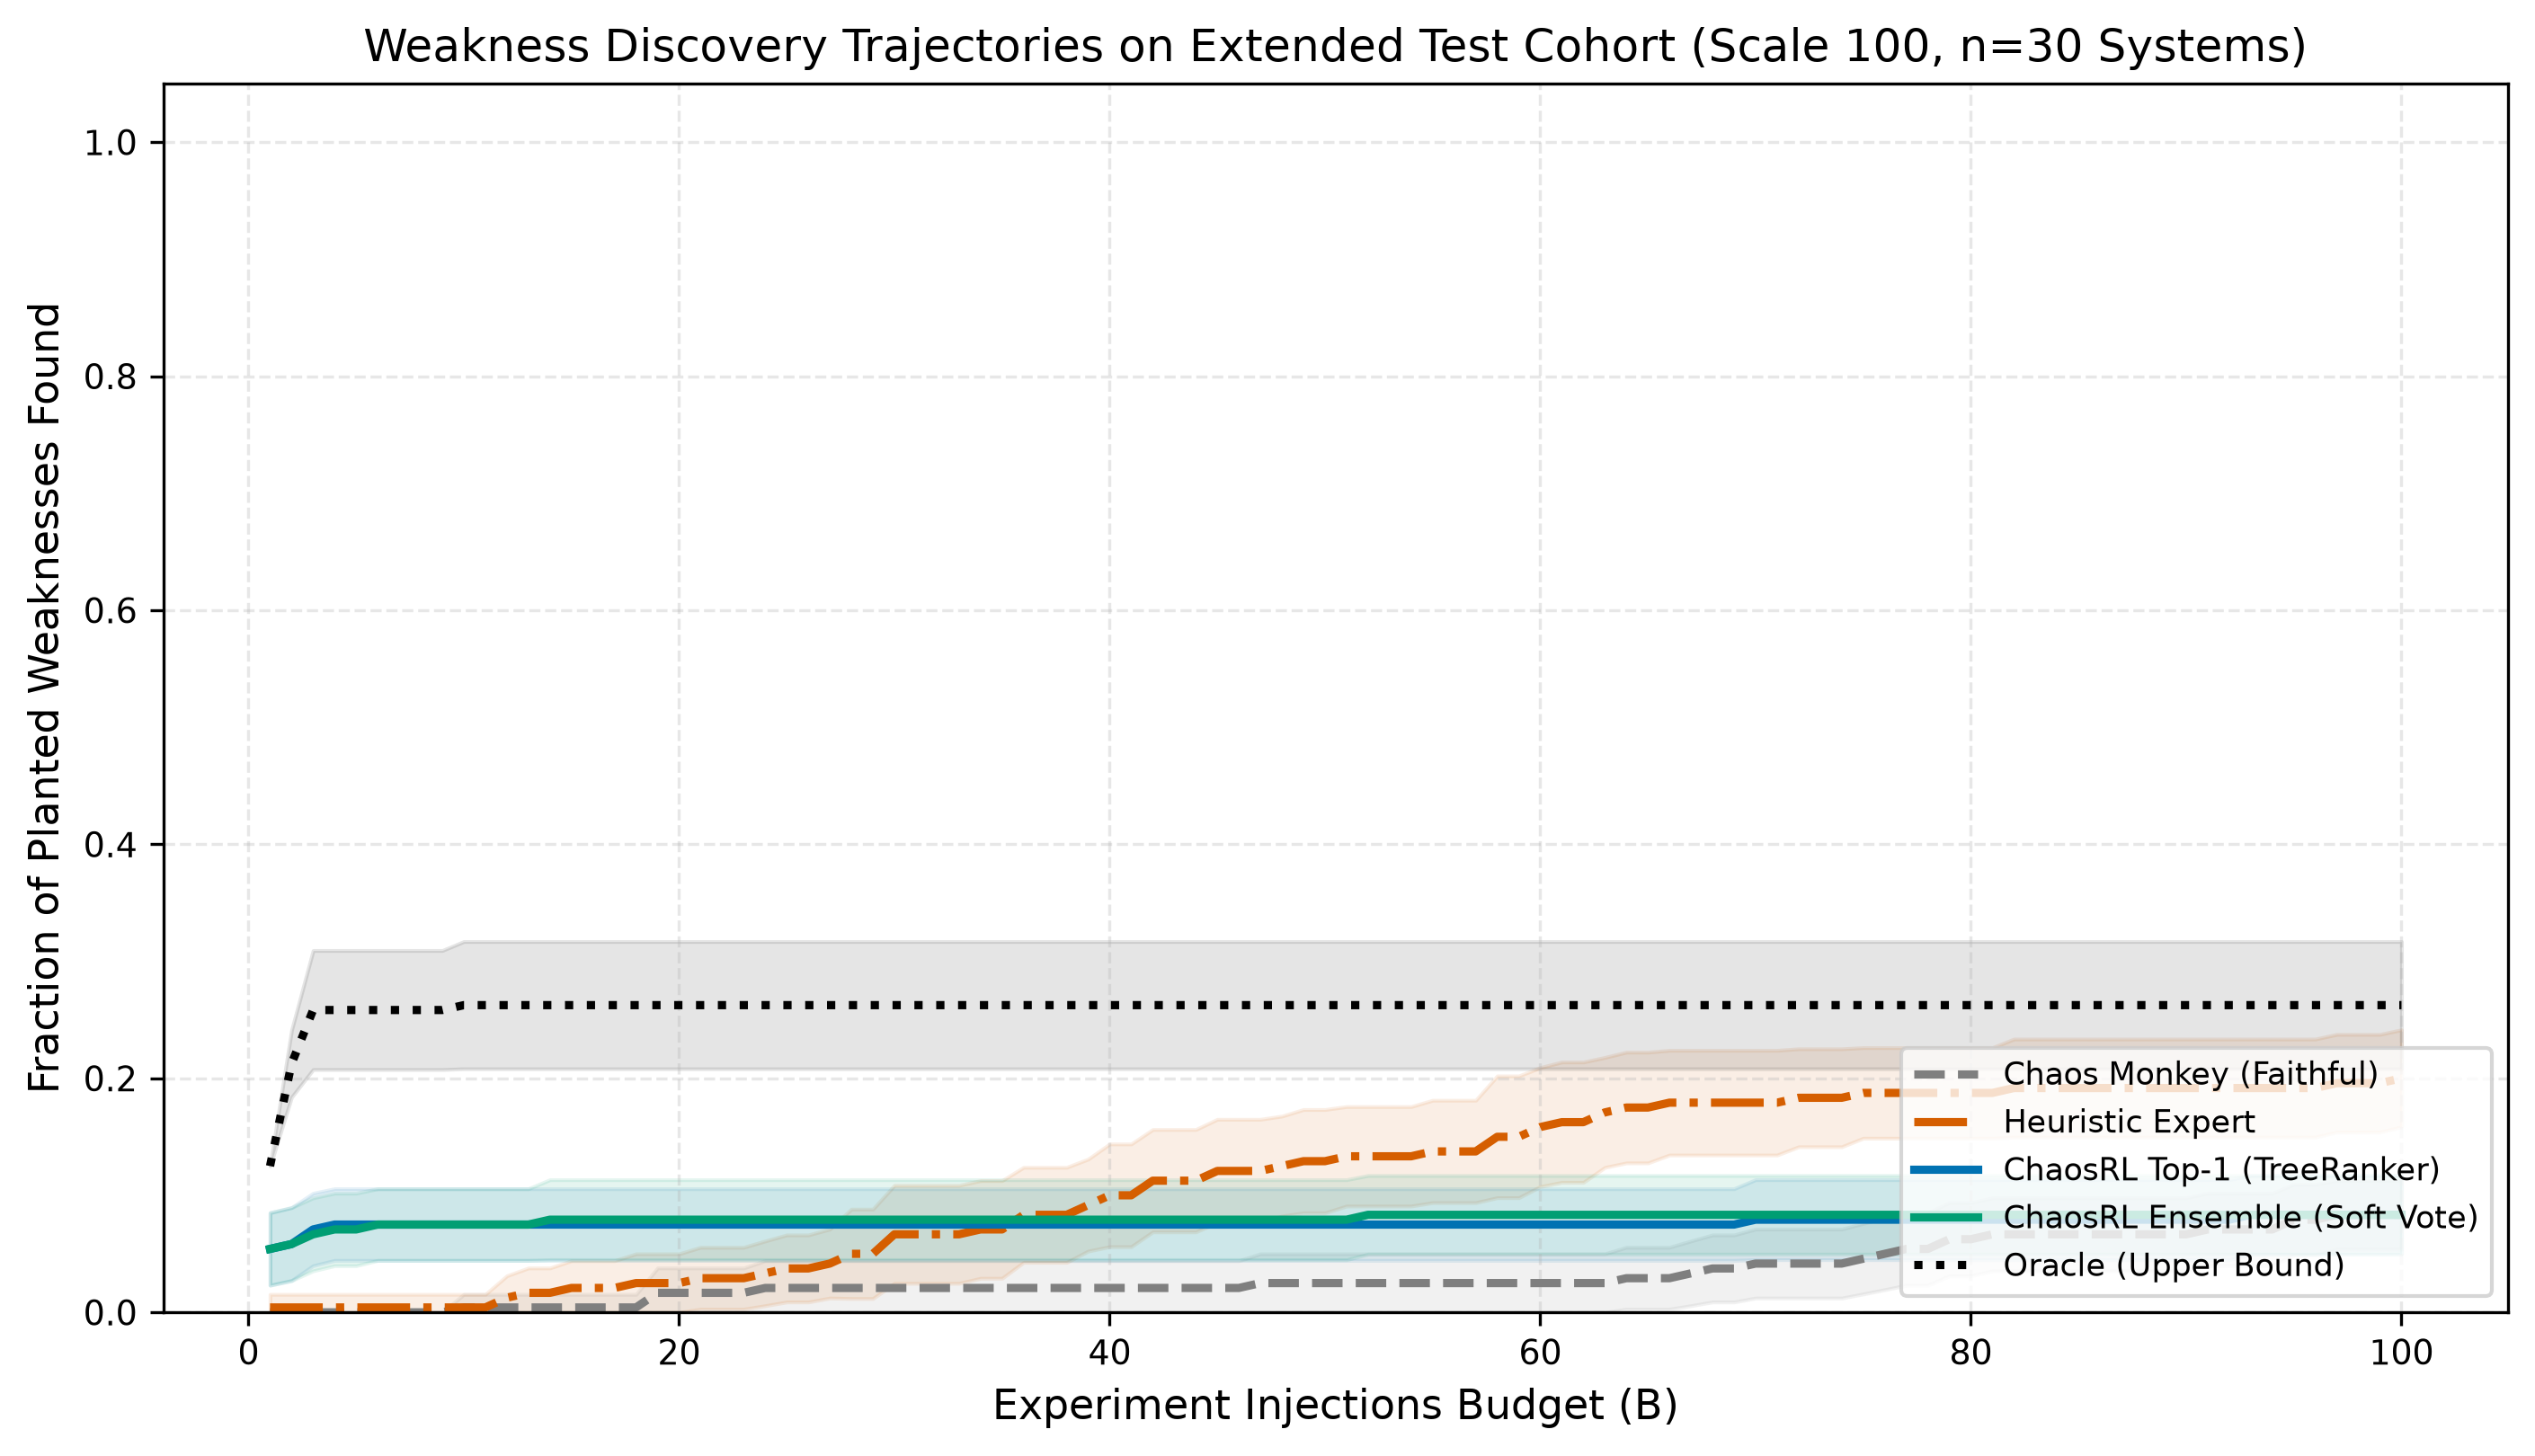 Weakness Discovery Trajectories on Extended Test Cohort (Scale 100, n=30 Systems)
Fraction of Planted Weaknesses Found
1.0
0.8
0.6
0.4
0.2
0.0
Chaos Monkey (Faithful)
Heuristic Expert
ChaosRL Top-1 (TreeRanker)
ChaosRL Ensemble (Soft Vote)
Oracle (Upper Bound)
0 20 40 60 80 100
Experiment Injections Budget (B)